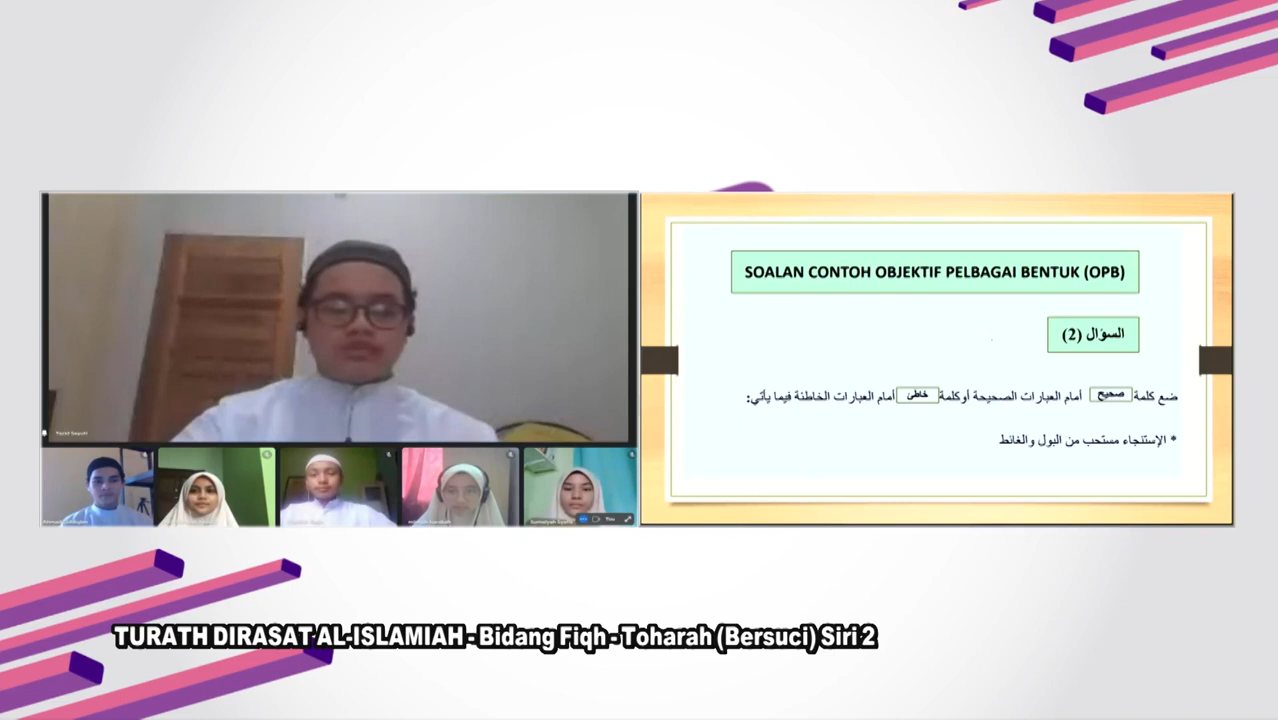 SOALAN CONTOH OBJEKTIF PELBAGAI BENTUK (OPB)
السؤال (2)
ضع كلمة صحيح أمام العبارات الصحيحة أوكلمة خاطئ أمام العبارات الخاطئة فيما يأتي:
* الإستنجاء مستحب من البول والغائط
You
TURATH DIRASAT AL-ISLAMIAH - Bidang Fiqh - Toharah (Bersuci) Siri 2